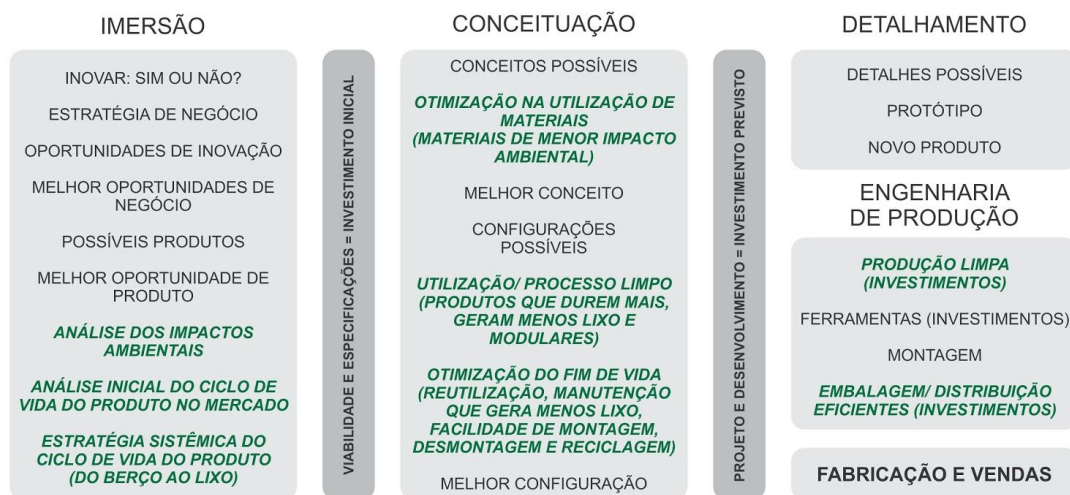 IMERSÃO
INOVAR: SIM OU NÃO?
ESTRATÉGIA DE NEGÓCIO
OPORTUNIDADES DE INOVAÇÃO
MELHOR OPORTUNIDADES DE
NEGÓCIO
POSSÍVEIS PRODUTOS
MELHOR OPORTUNIDADE DE
PRODUTO
ANÁLISE DOS IMPACTOS
AMBIENTAIS
ANÁLISE INICIAL DO CICLO DE
VIDA DO PRODUTO NO MERCADO
ESTRATÉGIA SISTÊMICA DO
CICLO DE VIDA DO PRODUTO
(DO BERÇO AO LIXO)
VIABILIDADE E ESPECIFICAÇÕES = INVESTIMENTO INICIAL
CONCEITUAÇÃO
CONCEITOS POSSÍVEIS
OTIMIZAÇÃO NA UTILIZAÇÃO DE
MATERIAIS
(MATERIAIS DE MENOR IMPACTO
AMBIENTAL)
MELHOR CONCEITO
CONFIGURAÇÕES
POSSÍVEIS
UTILIZAÇÃO/ PROCESSO LIMPO
(PRODUTOS QUE DUREM MAIS,
GERAM MENOS LIXO E
MODULARES)
OTIMIZAÇÃO DO FIM DE VIDA
(REUTILIZAÇÃO, MANUTENÇÃO
QUE GERA MENOS LIXO,
FACILIDADE DE MONTAGEM,
DESMONTAGEM E RECICLAGEM)
MELHOR CONFIGURAÇÃO
PROJETO E DESENVOLVIMENTO = INVESTIMENTO PREVISTO
DETALHAMENTO
DETALHES POSSÍVEIS
PROTÓTIPO
NOVO PRODUTO
ENGENHARIA
DE PRODUÇÃO
PRODUÇÃO LIMPA
(INVESTIMENTOS)
FERRAMENTAS (INVESTIMENTOS)
MONTAGEM
EMBALAGEM/ DISTRIBUIÇÃO
EFICIENTES (INVESTIMENTOS)
FABRICAÇÃO E VENDAS